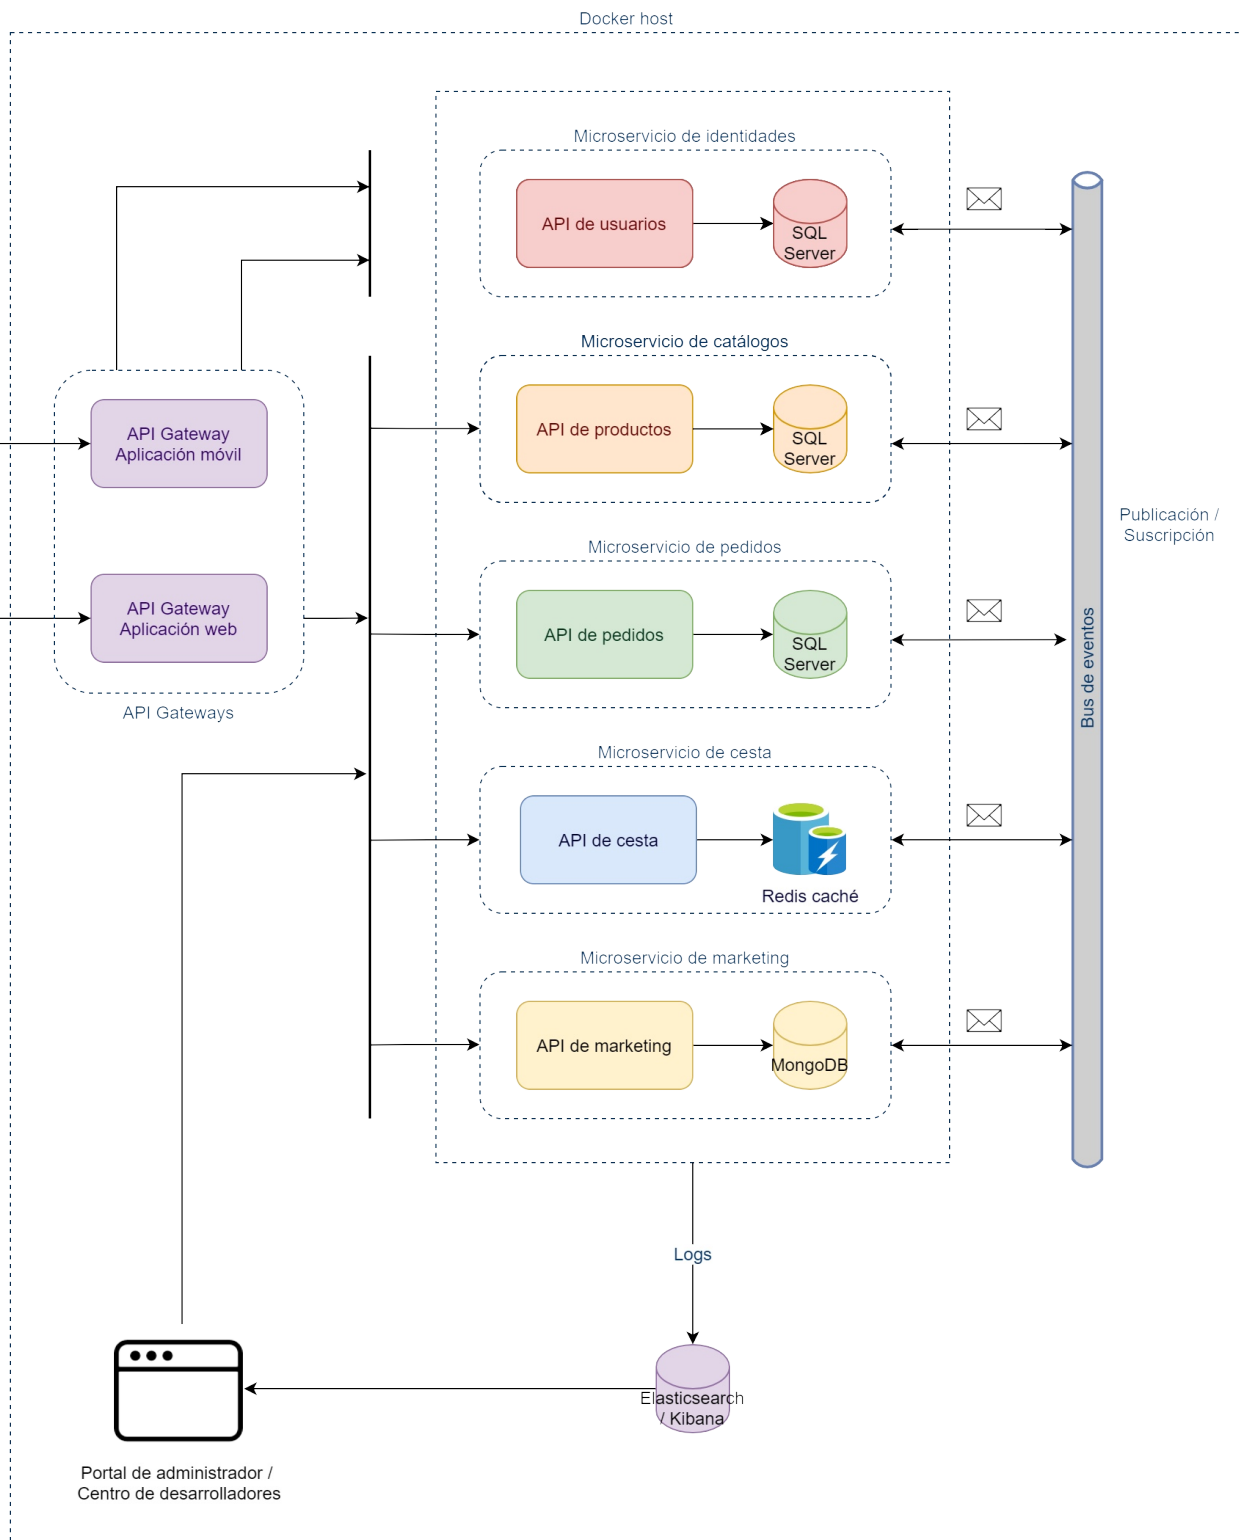 Docker host
Microservicio de identidades
API de usuarios
SQL
Server
Microservicio de catálogos
API de productos
SQL
Server
API Gateway
Aplicación móvil
Publicación /
Suscripción
Microservicio de pedidos
API de pedidos
SQL
Server
API Gateway
Aplicación web
Bus de eventos
API Gateways
Microservicio de cesta
API de cesta
Redis caché
Microservicio de marketing
API de marketing
MongoDB
Logs
Elasticsearch
/ Kibana
Portal de administrador /
Centro de desarrolladores